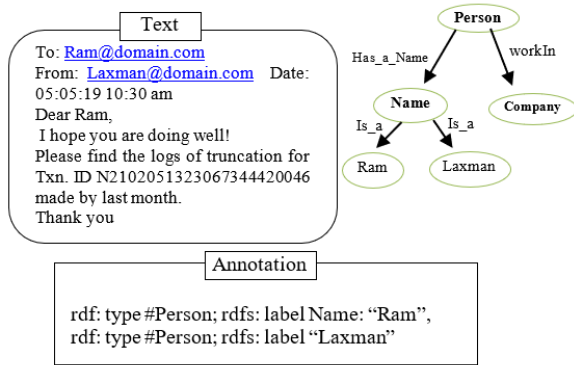 Text
To: Ram@domain.com
From: Laxman@domain.com Date:
05:05:19 10:30 am
Dear Ram,
I hope you are doing well!
Please find the logs of truncation for
Txn. ID N2102051323067344420046
made by last month.
Thank you
Person
Has_a_Name
workIn
Name
Company
Is_a
Is_a
Ram
Laxman
Annotation
rdf: type #Person; rdfs: label Name: “Ram”,
rdf: type #Person; rdfs: label “Laxman”